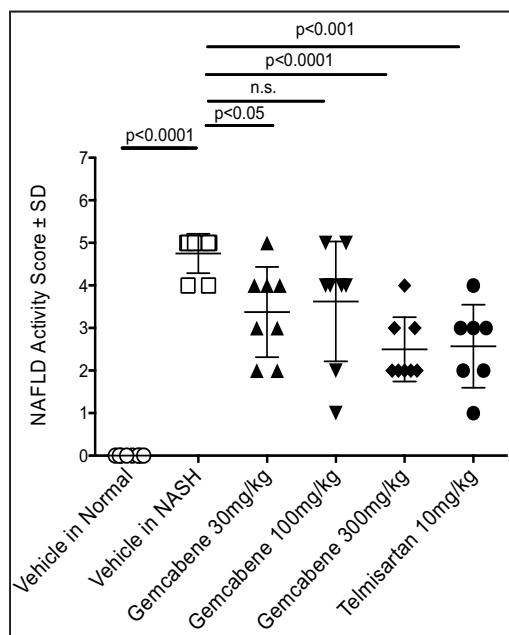 p<0.001
p<0.0001
n.s.
p<0.05
p<0.0001
NAFLD Activity Score ± SD
7
6
5
4
3
2
1
0
Vehicle in Normal
Vehicle in NASH
Gemcabene 30mg/kg
Gemcabene 100mg/kg
Gemcabene 300mg/kg
Telmisartan 10mg/kg